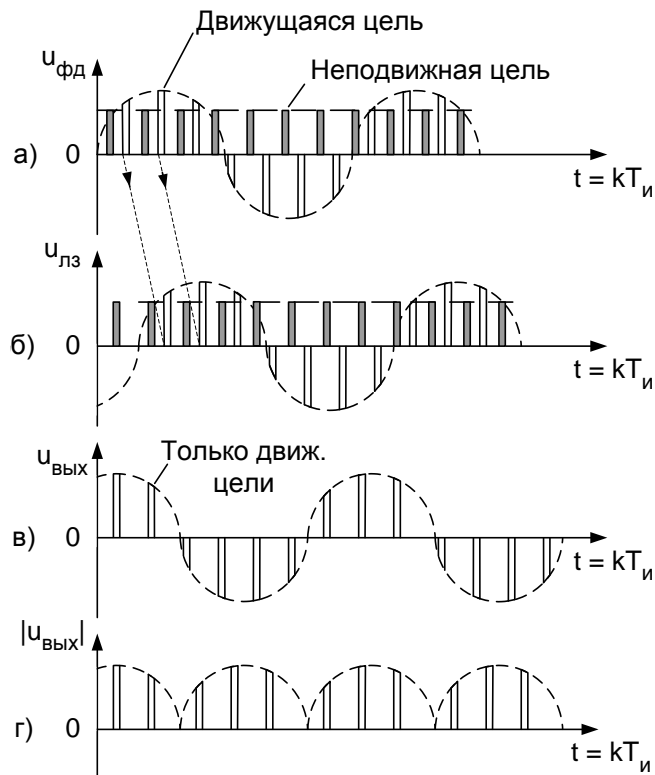 Движущаяся цель
uфд
Неподвижная цель
а) 0
t = kTи
uлз
б) 0
t = kTи
uвых
Только движ.
цели
в) 0
t = kTи
|uвых|
г) 0
t = kTи